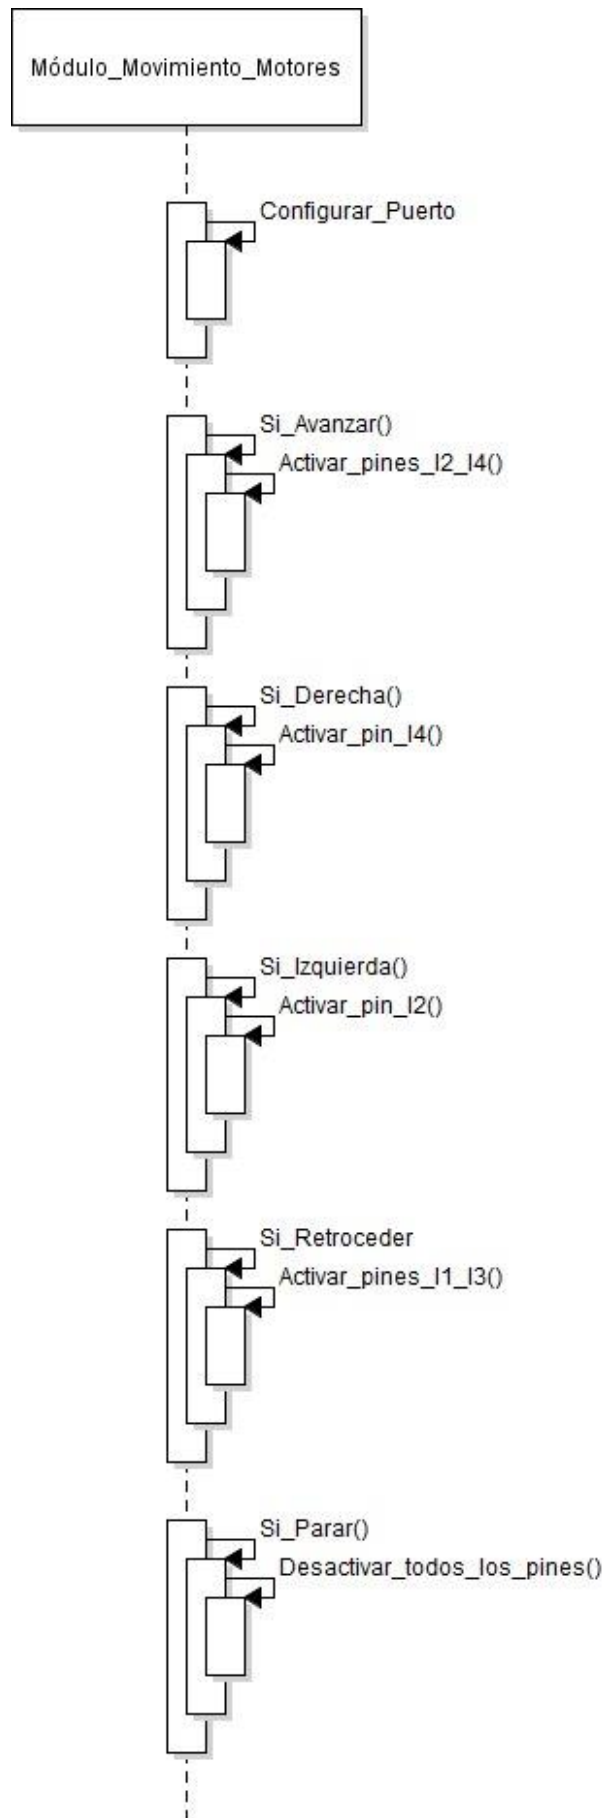 Módulo_Movimiento_Motores
Configurar_Puerto
Si_Avanzar()
Activar_pines_I2_I4()
Si_Derecha()
Activar_pin_I4()
Si_Izquierda()
Activar_pin_I2()
Si_Retroceder
Activar_pines_I1_I3()
Si_Parar()
Desactivar_todos_los_pines()